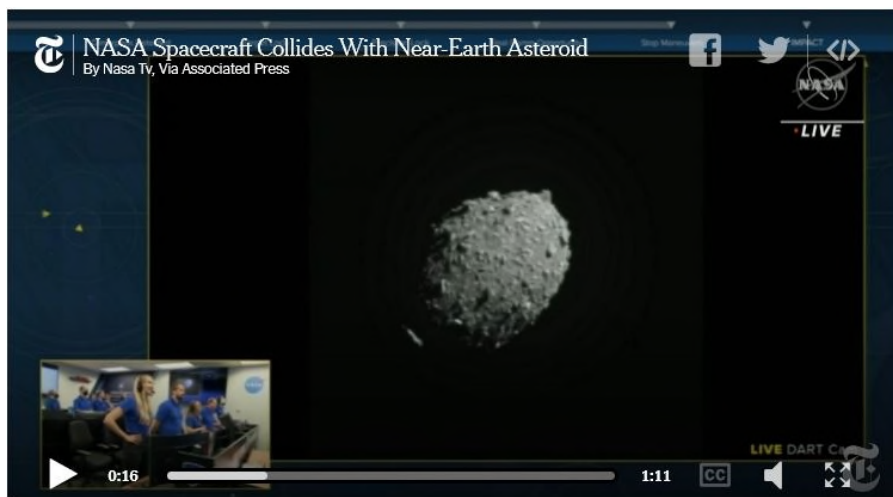 NASA Spacecraft Collides With Near-Earth Asteroid
By Nasa Tv, Via Associated Press
IMPACT
NASA
LIVE
LIVE DART
0:16
1:11
CC